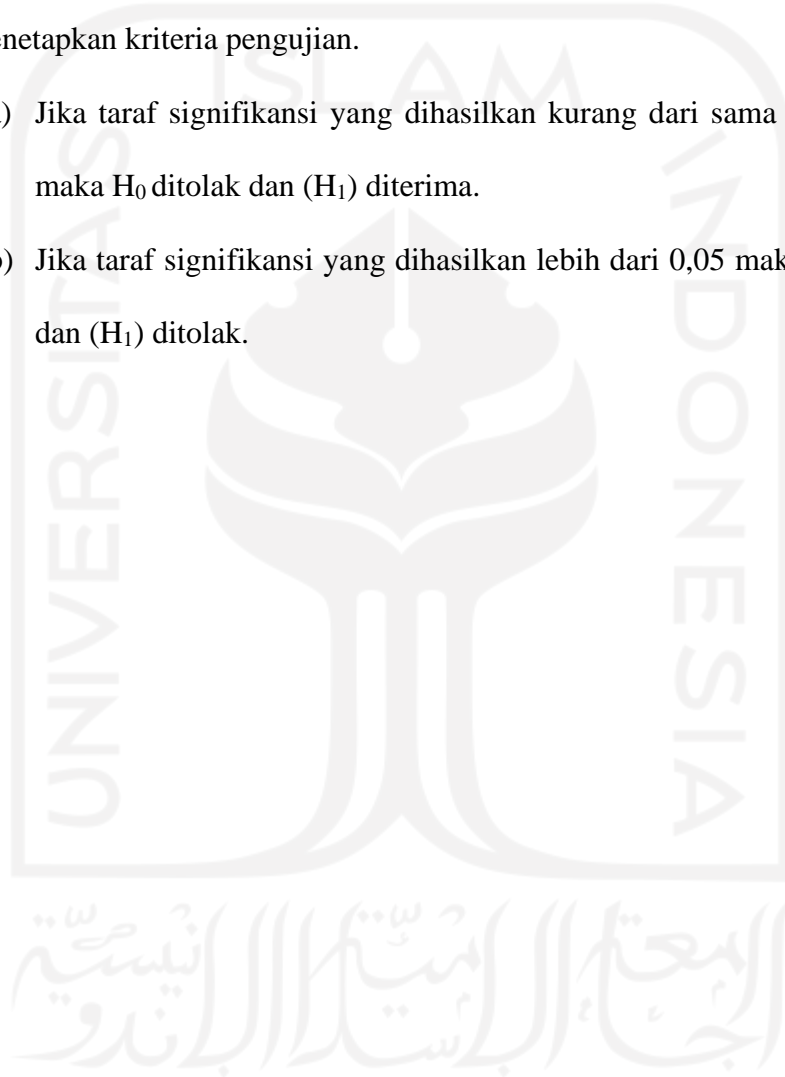 enetapkan kriteria pengujian.
) Jika taraf signifikansi yang dihasilkan kurang dari sama
maka H₀ ditolak dan (H₁) diterima.
) Jika taraf signifikansi yang dihasilkan lebih dari 0,05 mak
dan (H₁) ditolak.
ISLAM
UNIVERSITAS
INDONESIA